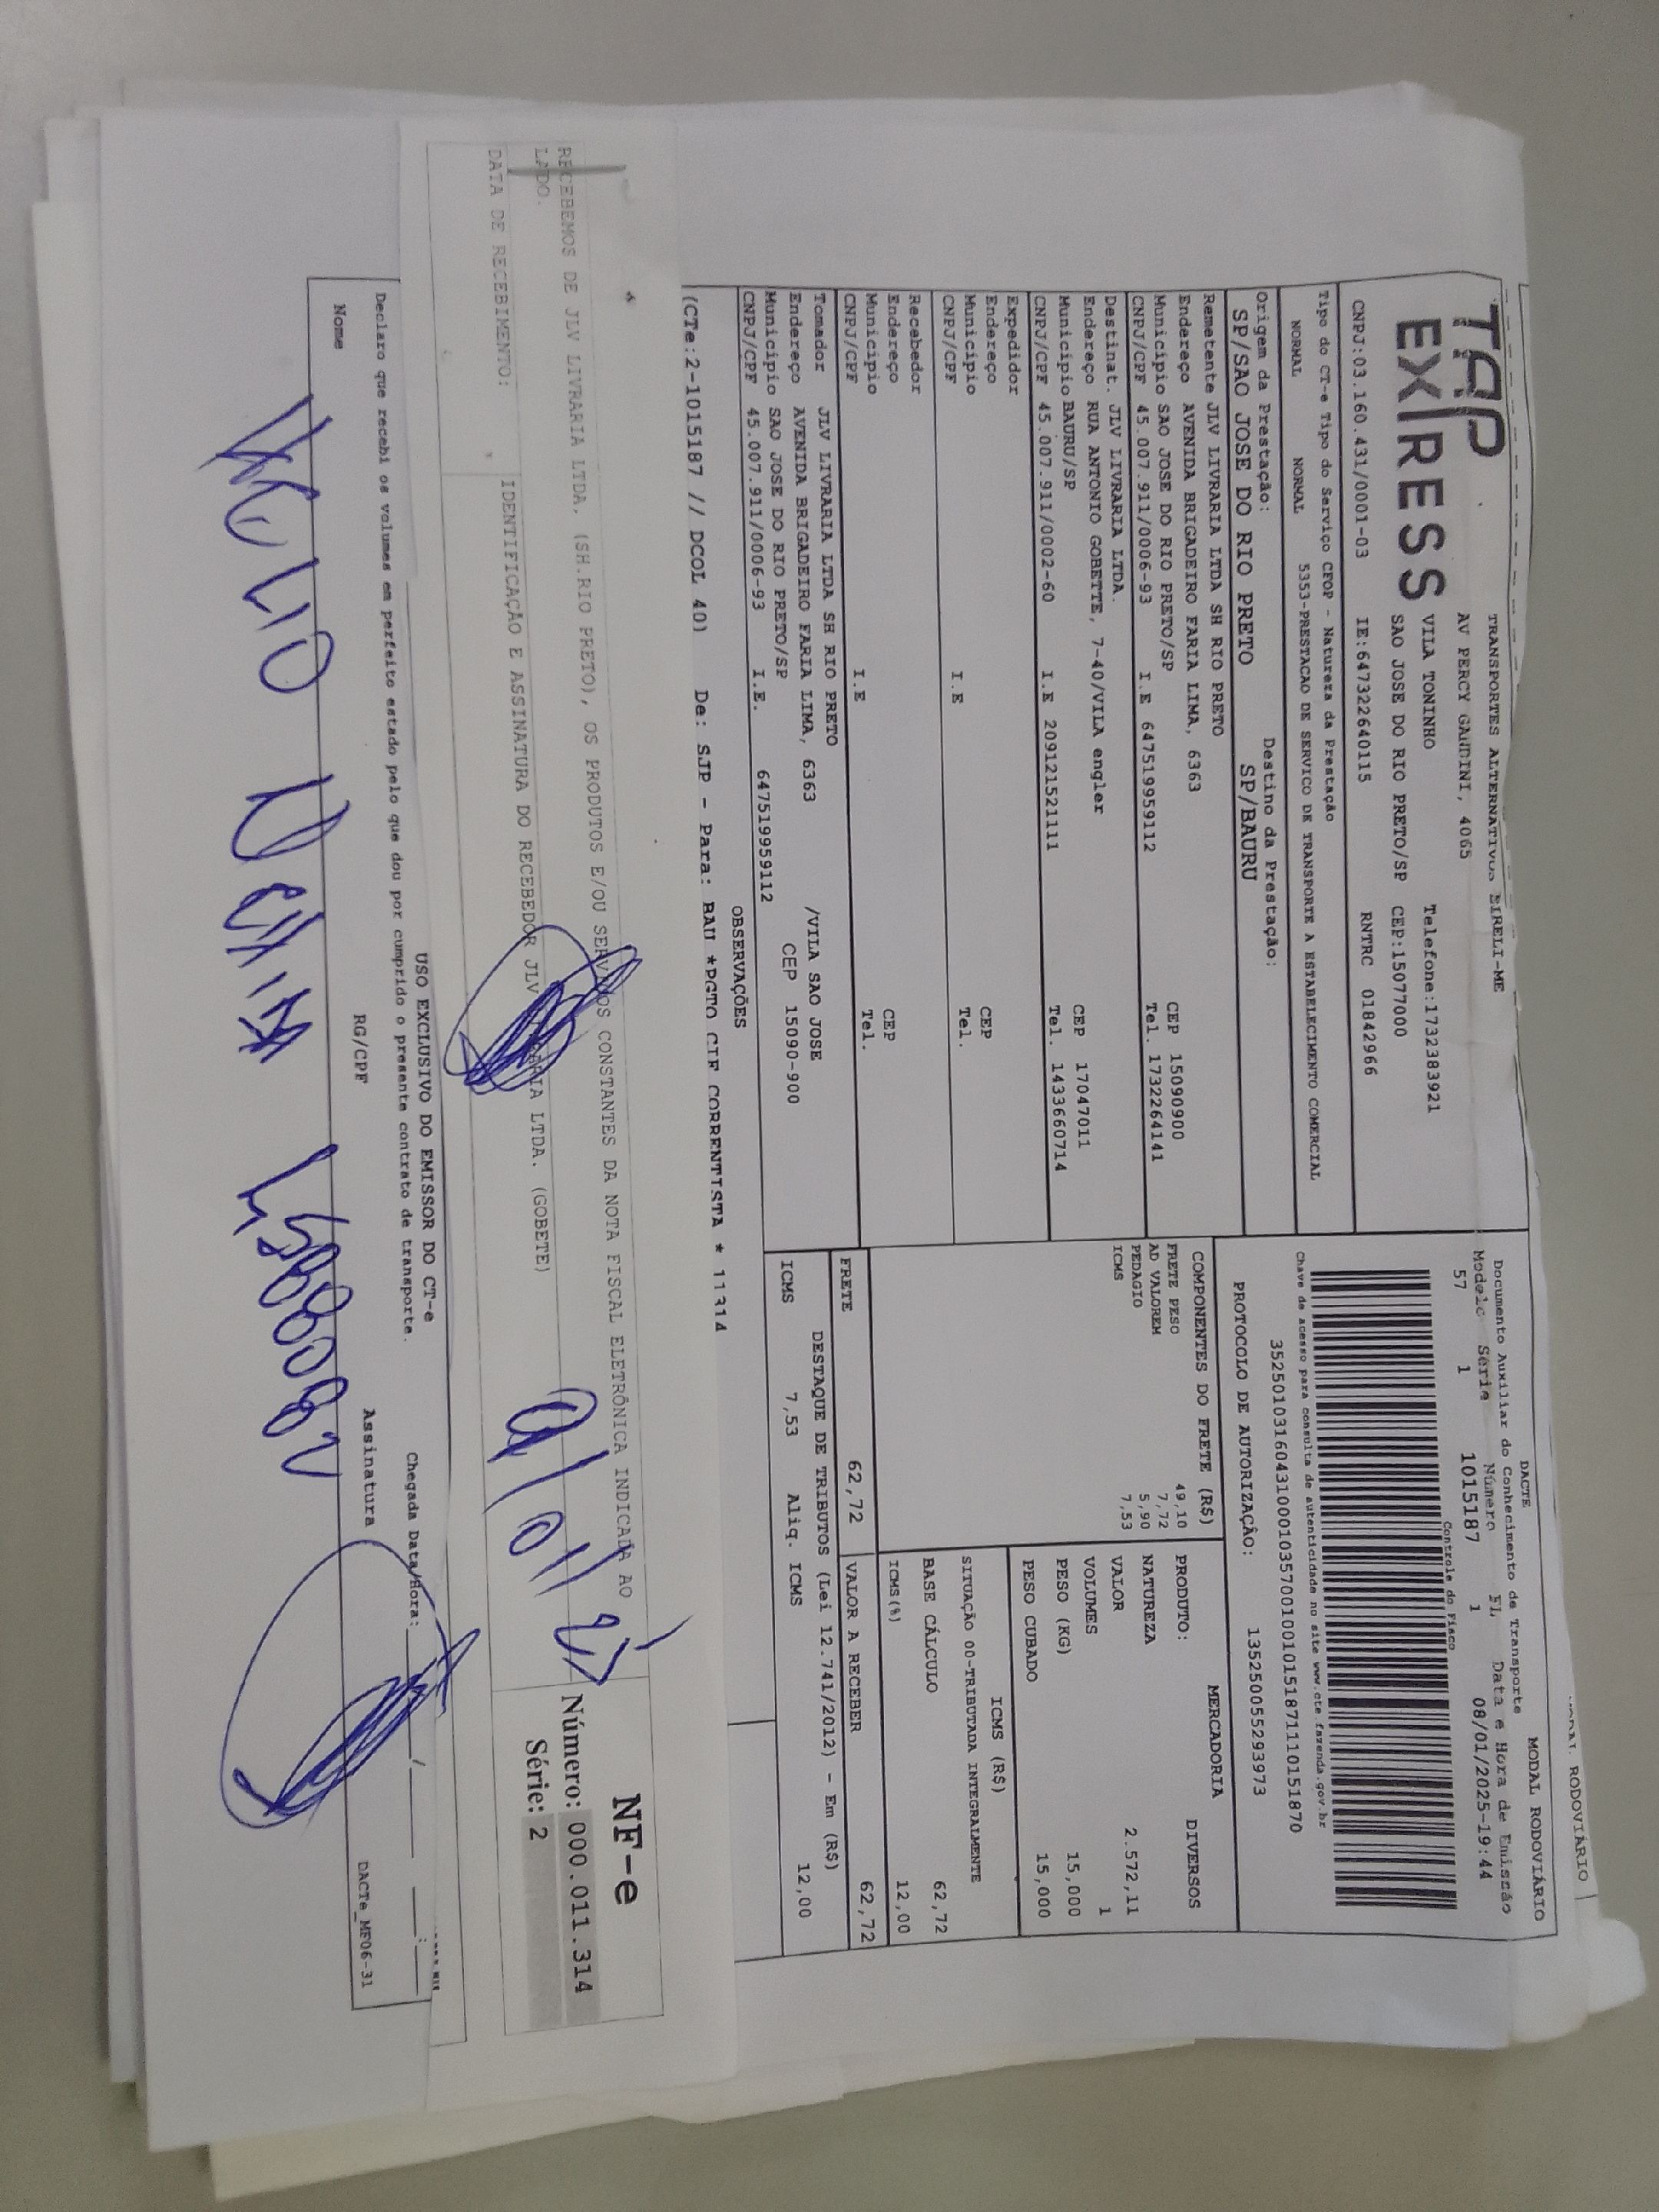 MODAL RODOVIÁRIO
TAP EXPRESS
TRANSPORTES ALTERNATIVOS EIRELI-ME
AV PERCY GANDINI, 4065
VILA TONINHO Telefone:1732383921
SAO JOSE DO RIO PRETO/SP CEP:15077000
CNPJ:03.160.431/0001-03 IE:647322640115 RNTRC 01842966
DACTE MODAL RODOVIÁRIO
Documento Auxiliar do Conhecimento de Transporte
Modelo Série Número FL Data e Hora de Emissão
57 1 1015187 1 08/01/2025-19:44
Controle do Fisco
Chave de acesso para consulta de autenticidade no site www.cte.fazenda.gov.br
35250103160431000103570010010151871110151870
PROTOCOLO DE AUTORIZAÇÃO: 135250055293973
Tipo do CT-e Tipo do Serviço CFOP - Natureza da Prestação
NORMAL NORMAL 5353-PRESTACAO DE SERVICO DE TRANSPORTE A ESTABELECIMENTO COMERCIAL
Origem da Prestação: Destino da Prestação:
SP/SAO JOSE DO RIO PRETO SP/BAURU
Remetente JLV LIVRARIA LTDA SH RIO PRETO
Endereço AVENIDA BRIGADEIRO FARIA LIMA, 6363 CEP 15090900
Município SAO JOSE DO RIO PRETO/SP Tel. 1732264141
CNPJ/CPF 45.007.911/0006-93 I.E 647519959112
Destinat. JLV LIVRARIA LTDA.
Endereço RUA ANTONIO GOBETTE, 7-40/VILA engler CEP 17047011
Município BAURU/SP Tel. 1433660714
CNPJ/CPF 45.007.911/0002-60 I.E 209121521111
Expedidor
Endereço CEP
Município Tel.
CNPJ/CPF I.E
Recebedor
Endereço CEP
Município Tel.
CNPJ/CPF I.E
Tomador JLV LIVRARIA LTDA SH RIO PRETO
Endereço AVENIDA BRIGADEIRO FARIA LIMA, 6363 /VILA SAO JOSE
Município SAO JOSE DO RIO PRETO/SP CEP 15090-900
CNPJ/CPF 45.007.911/0006-93 I.E. 647519959112
COMPONENTES DO FRETE (R$)
FRETE PESO 49,10
AD VALOREM 7,72
PEDAGIO 5,90
ICMS 7,53
MERCADORIA
PRODUTO: DIVERSOS
NATUREZA
VALOR 2.572,11
VOLUMES 1
PESO (KG) 15,000
PESO CUBADO 15,000
ICMS (R$)
SITUAÇÃO 00-TRIBUTADA INTEGRALMENTE
BASE CÁLCULO 62,72
ICMS(%) 12,00
FRETE 62,72 VALOR A RECEBER 62,72
DESTAQUE DE TRIBUTOS (Lei 12.741/2012) - Em (R$)
ICMS 7,53 Aliq. ICMS 12,00
OBSERVAÇÕES
(CTe:2-1015187 // DCOL 40) De: SJP - Para: BAU *PGTO CIF CORRENTISTA * 11314
RECEBEMOS DE JLV LIVRARIA LTDA. (SH.RIO PRETO), OS PRODUTOS E/OU SERVIÇOS CONSTANTES DA NOTA FISCAL ELETRÔNICA INDICADA AO
LADO.
DATA DE RECEBIMENTO: IDENTIFICAÇÃO E ASSINATURA DO RECEBEDOR JLV LIVRARIA LTDA. (GOBETE)
NF-e
Número: 000.011.314
Série: 2
USO EXCLUSIVO DO EMISSOR DO CT-e
Declaro que recebi os volumes em perfeito estado pelo que dou por cumprido o presente contrato de transporte. Chegada Data/Hora: ____/____ __:__
Nome RG/CPF Assinatura
DACTe_MF06-31